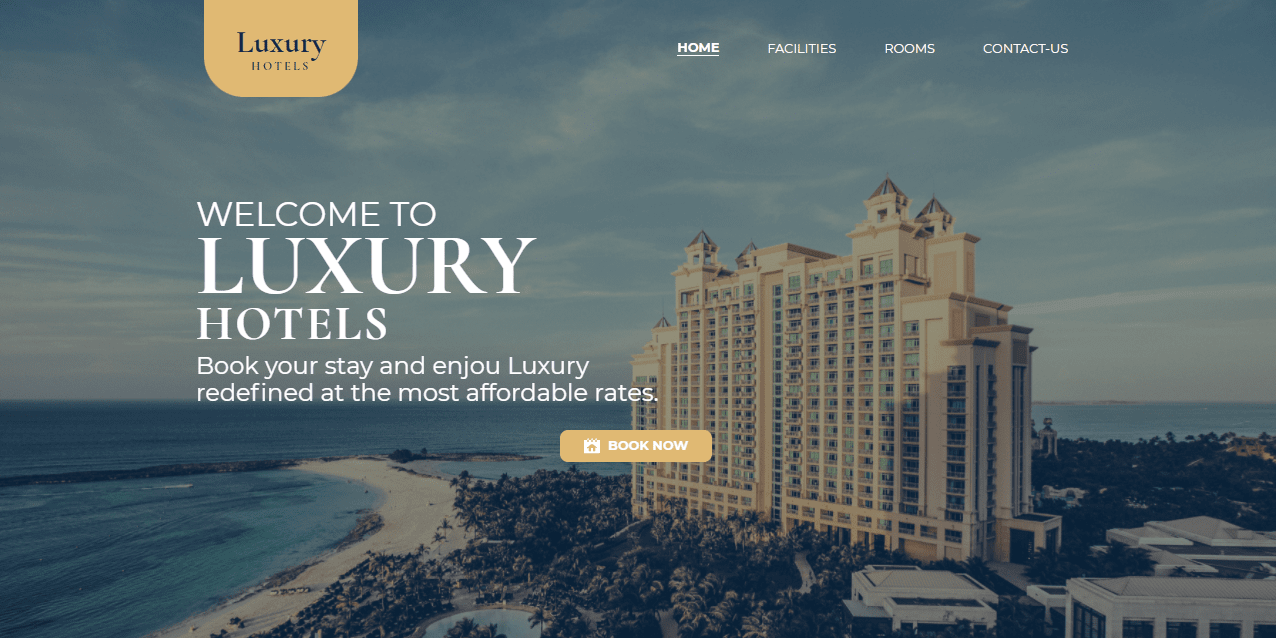 Luxury
HOTELS
HOME FACILITIES ROOMS CONTACT-US
WELCOME TO
LUXURY
HOTELS
Book your stay and enjou Luxury
redefined at the most affordable rates.
BOOK NOW